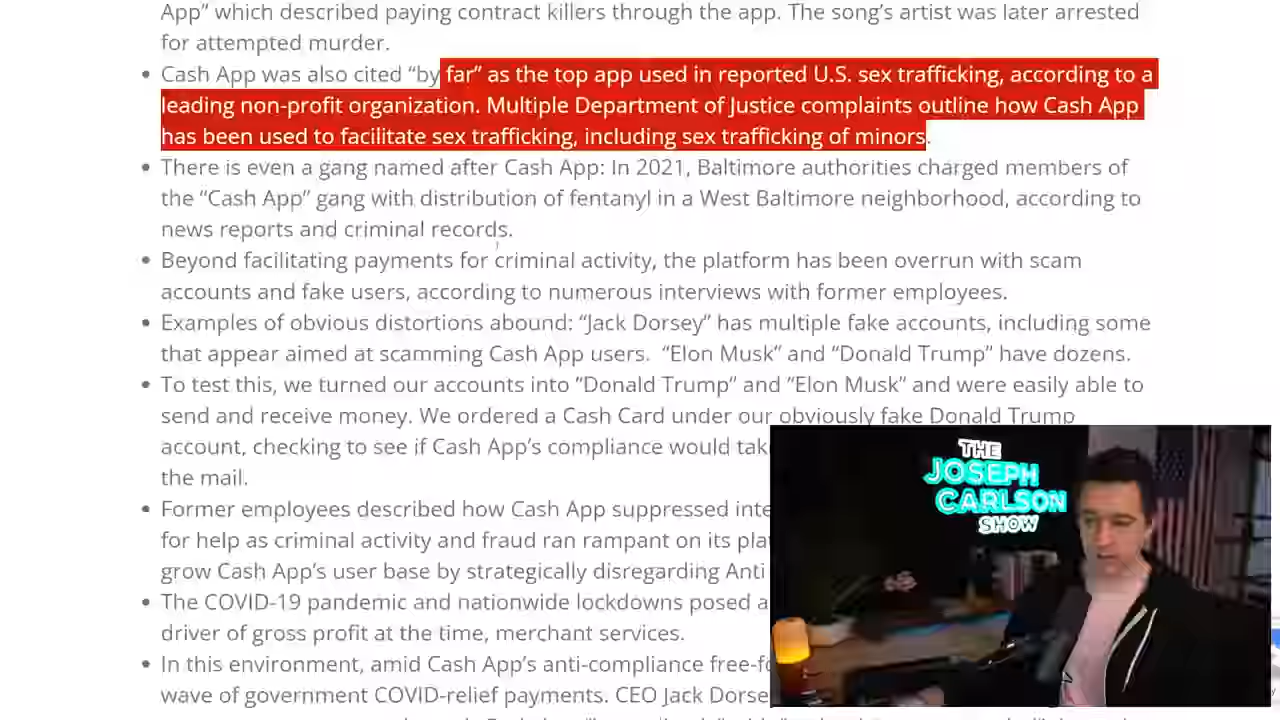 App” which described paying contract killers through the app. The song’s artist was later arrested
for attempted murder.
• Cash App was also cited “by far” as the top app used in reported U.S. sex trafficking, according to a
leading non-profit organization. Multiple Department of Justice complaints outline how Cash App
has been used to facilitate sex trafficking, including sex trafficking of minors.
• There is even a gang named after Cash App: In 2021, Baltimore authorities charged members of
the “Cash App” gang with distribution of fentanyl in a West Baltimore neighborhood, according to
news reports and criminal records.
• Beyond facilitating payments for criminal activity, the platform has been overrun with scam
accounts and fake users, according to numerous interviews with former employees.
• Examples of obvious distortions abound: “Jack Dorsey” has multiple fake accounts, including some
that appear aimed at scamming Cash App users.  “Elon Musk” and “Donald Trump” have dozens.
• To test this, we turned our accounts into “Donald Trump” and “Elon Musk” and were easily able to
send and receive money. We ordered a Cash Card under our obviously fake Donald Trump
account, checking to see if Cash App’s compliance would
the mail.
• Former employees described how Cash App suppressed
for help as criminal activity and fraud ran rampant on its
grow Cash App’s user base by strategically disregarding Anti
• The COVID-19 pandemic and nationwide lockdowns posed a
driver of gross profit at the time, merchant services.
• In this environment, amid Cash App’s anti-compliance
wave of government COVID-relief payments. CEO Jack
THE
JOSEPH
CARLSON
SHOW